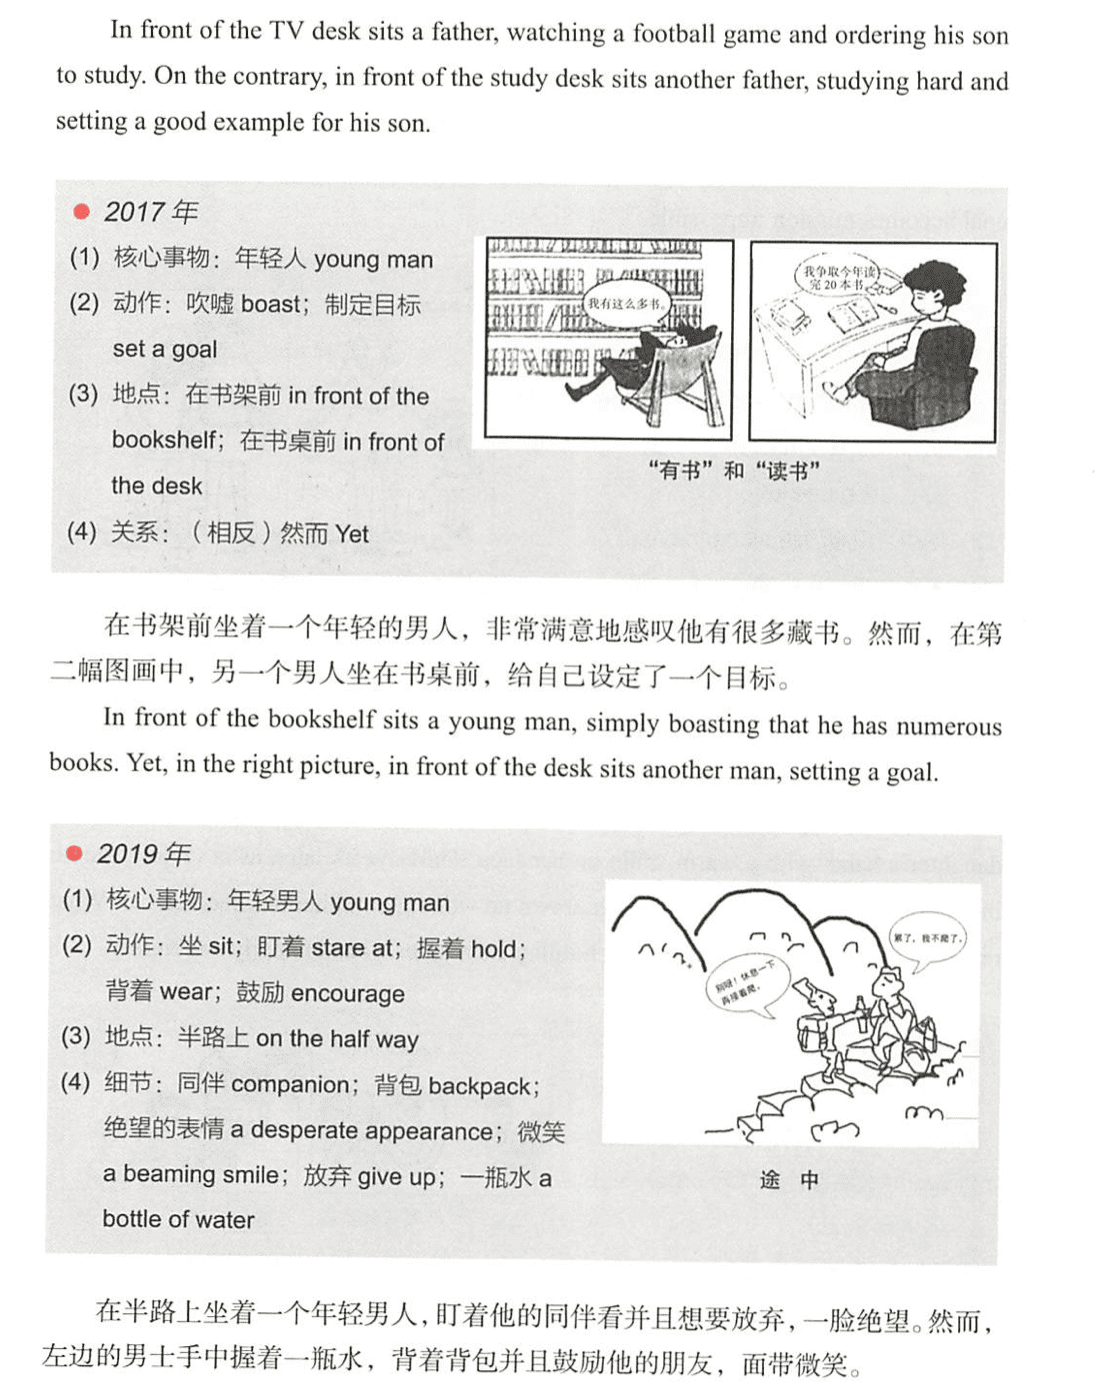 In front of the TV desk sits a father, watching a football game and ordering his son
to study. On the contrary, in front of the study desk sits another father, studying hard and
setting a good example for his son.
● 2017 年
(1) 核心事物：年轻人 young man
(2) 动作：吹嘘 boast；制定目标
set a goal
(3) 地点：在书架前 in front of the
bookshelf；在书桌前 in front of
the desk
(4) 关系：（相反）然而 Yet
我有这么多书。
我争取今年读
完20本书
“有书”和“读书”
在书架前坐着一个年轻的男人，非常满意地感叹他有很多藏书。然而，在第
二幅图画中，另一个男人坐在书桌前，给自己设定了一个目标。
In front of the bookshelf sits a young man, simply boasting that he has numerous
books. Yet, in the right picture, in front of the desk sits another man, setting a goal.
● 2019 年
(1) 核心事物：年轻男人 young man
(2) 动作：坐 sit；盯着 stare at；握着 hold；
背着 wear；鼓励 encourage
(3) 地点：半路上 on the half way
(4) 细节：同伴 companion；背包 backpack；
绝望的表情 a desperate appearance；微笑
a beaming smile；放弃 give up；一瓶水 a
bottle of water
累了，我不爬了。
别呀！休息一下
再接着爬。
途 中
在半路上坐着一个年轻男人，盯着他的同伴看并且想要放弃，一脸绝望。然而，
左边的男士手中握着一瓶水，背着背包并且鼓励他的朋友，面带微笑。